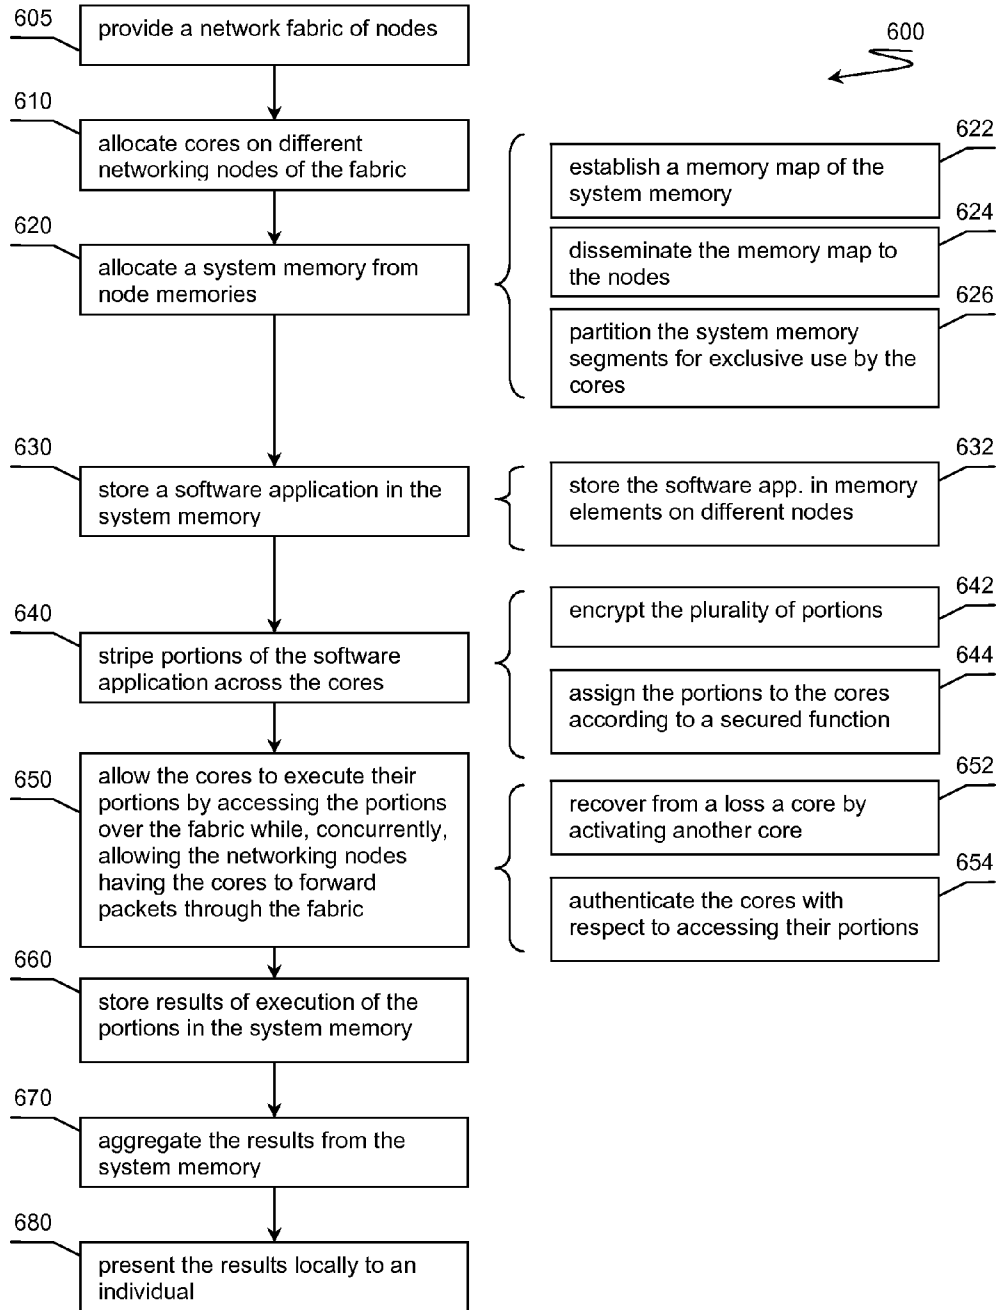 605
provide a network fabric of nodes
600
610
allocate cores on different
networking nodes of the fabric
622
establish a memory map of the
system memory
620
allocate a system memory from
node memories
624
disseminate the memory map to
the nodes
626
partition the system memory
segments for exclusive use by the
cores
630
store a software application in the
system memory
632
store the software app. in memory
elements on different nodes
640
stripe portions of the software
application across the cores
642
encrypt the plurality of portions
644
assign the portions to the cores
according to a secured function
650
allow the cores to execute their
portions by accessing the portions
over the fabric while, concurrently,
allowing the networking nodes
having the cores to forward
packets through the fabric
652
recover from a loss a core by
activating another core
654
authenticate the cores with
respect to accessing their portions
660
store results of execution of the
portions in the system memory
670
aggregate the results from the
system memory
680
present the results locally to an
individual